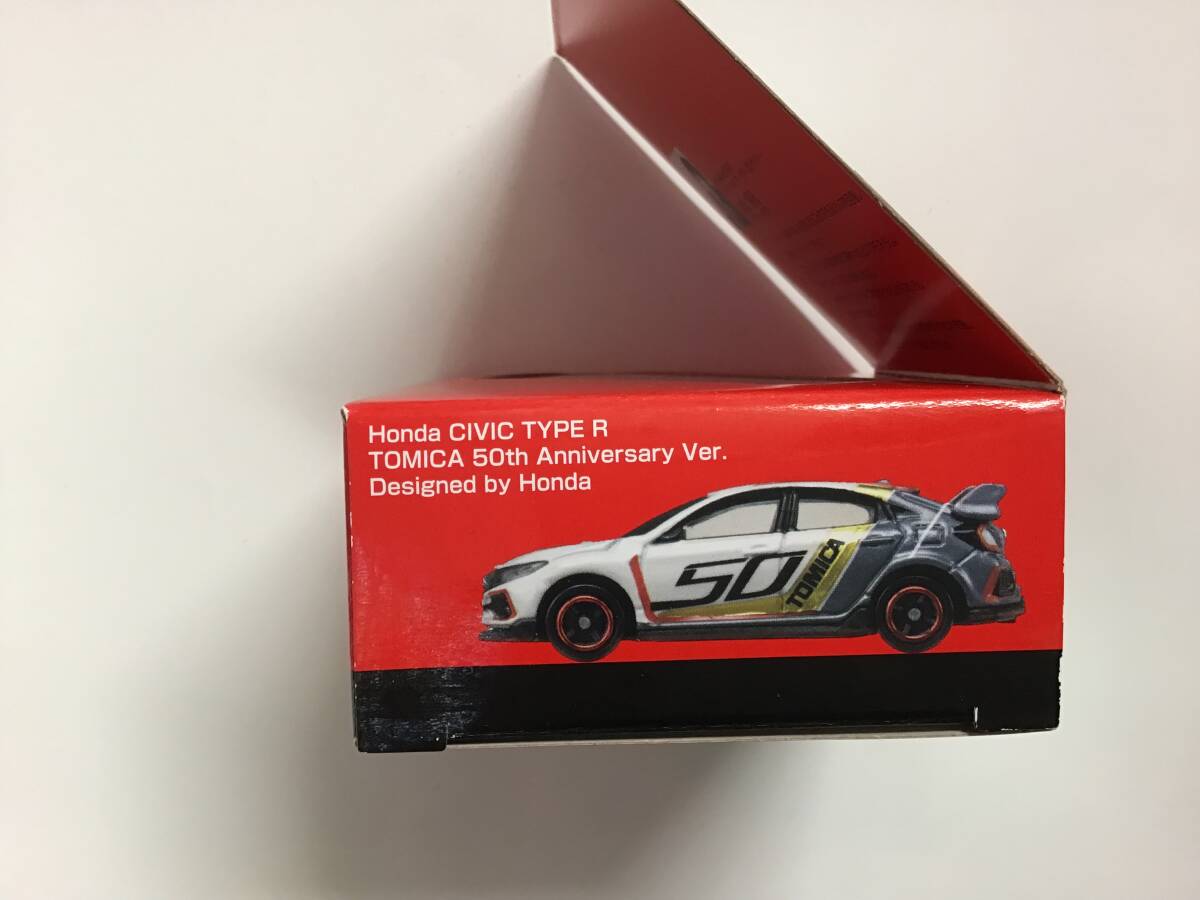 Honda CIVIC TYPE R
TOMICA 50th Anniversary Ver.
Designed by Honda
50
TOMICA